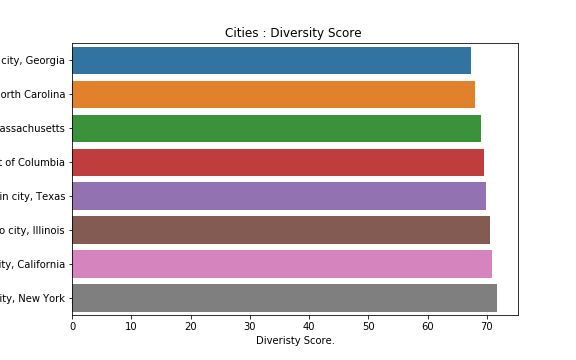 Cities : Diversity Score
city, Georgia
orth Carolina
assachusetts
t of Columbia
in city, Texas
o city, Illinois
ity, California
ity, New York
0 10 20 30 40 50 60 70
Diveristy Score.